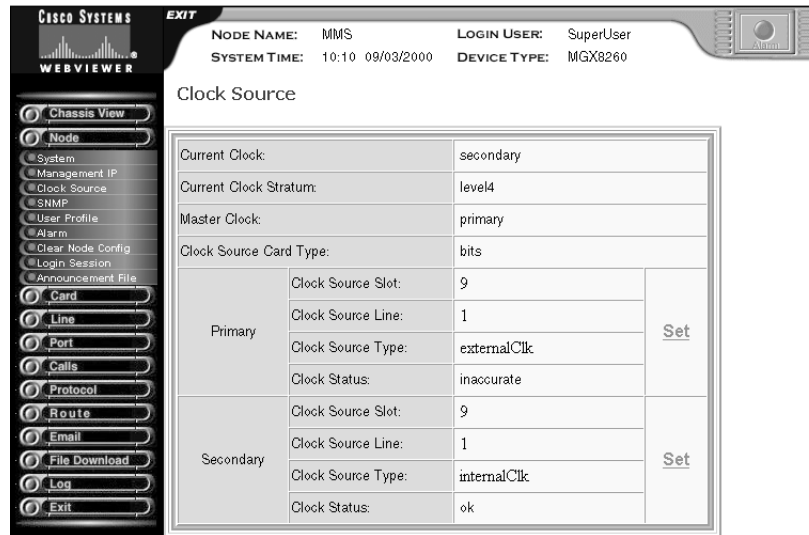 CISCO SYSTEMS
WEBVIEWER
EXIT
NODE NAME: MMS
LOGIN USER: SuperUser
SYSTEM TIME: 10:10 09/03/2000
DEVICE TYPE: MGX8260
Alarm
Chassis View
Node
System
Management IP
Clock Source
SNMP
User Profile
Alarm
Clear Node Config
Login Session
Announcement File
Card
Line
Port
Calls
Protocol
Route
Email
File Download
Log
Exit
Clock Source
Current Clock: secondary
Current Clock Stratum: level4
Master Clock: primary
Clock Source Card Type: bits
Primary
Clock Source Slot: 9
Clock Source Line: 1
Clock Source Type: externalClk
Clock Status: inaccurate
Set
Secondary
Clock Source Slot: 9
Clock Source Line: 1
Clock Source Type: internalClk
Clock Status: ok
Set